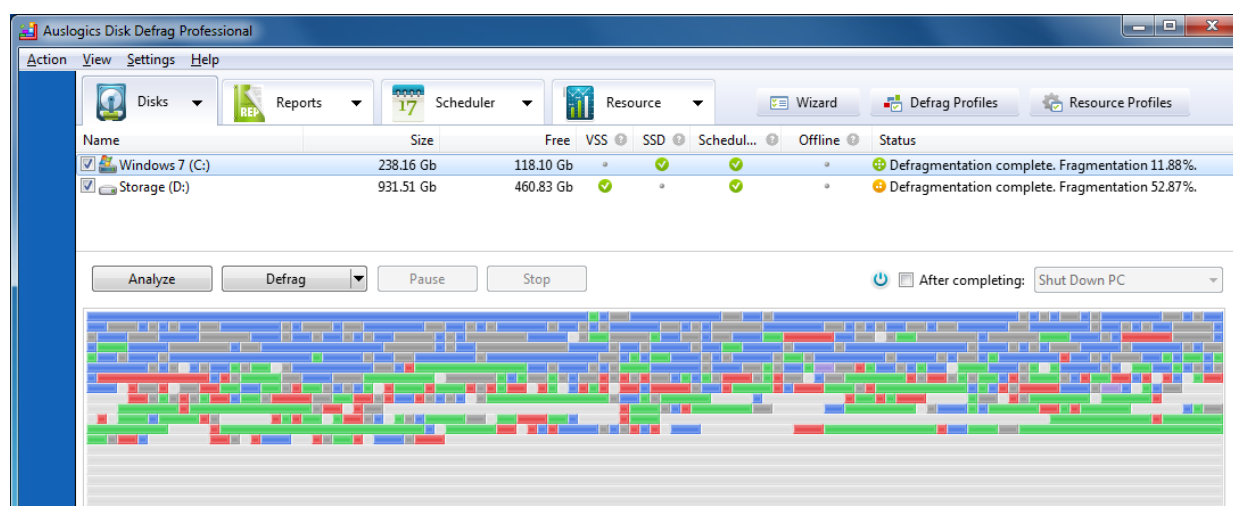 Auslogics Disk Defrag Professional
Action View Settings Help
Disks REP Reports 17 Scheduler Resource Wizard Defrag Profiles Resource Profiles
Name Size Free VSS SSD Schedul... Offline Status
Windows 7 (C:) 238.16 Gb 118.10 Gb Defragmentation complete. Fragmentation 11.88%.
Storage (D:) 931.51 Gb 460.83 Gb Defragmentation complete. Fragmentation 52.87%.
Analyze Defrag Pause Stop After completing: Shut Down PC